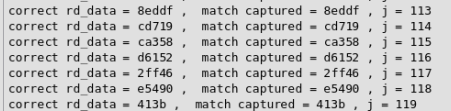 correct rd_data = 8eddf ,  match captured = 8eddf , j = 113
correct rd_data = cd719 ,  match captured = cd719 , j = 114
correct rd_data = ca358 ,  match captured = ca358 , j = 115
correct rd_data = d6152 ,  match captured = d6152 , j = 116
correct rd_data = 2ff46 ,  match captured = 2ff46 , j = 117
correct rd_data = e5490 ,  match captured = e5490 , j = 118
correct rd_data = 413b ,  match captured = 413b , j = 119